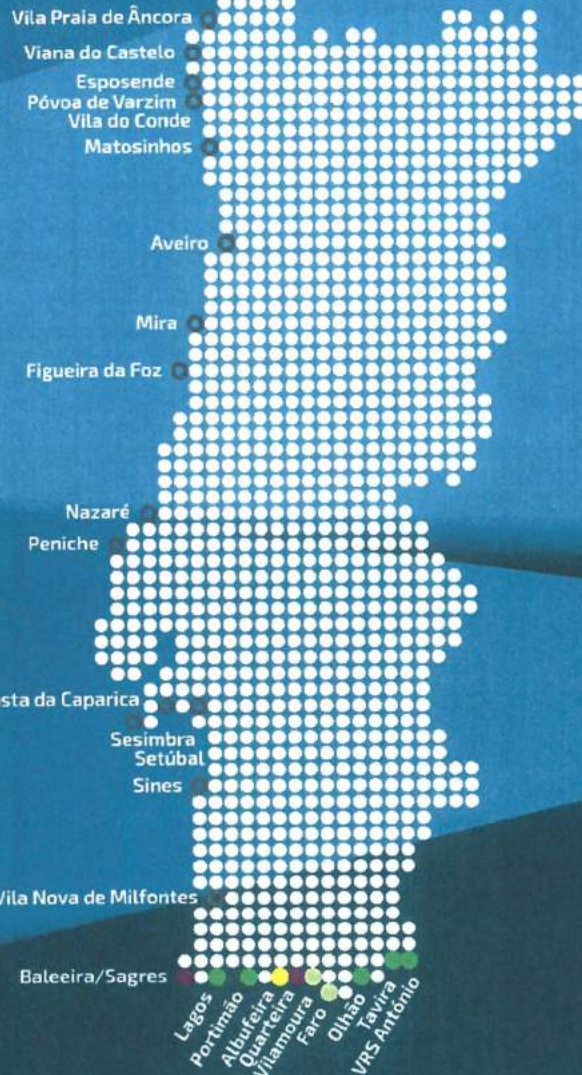 Vila Praia de Âncora
Viana do Castelo
Esposende
Póvoa de Varzim
Vila do Conde
Matosinhos
Aveiro
Mira
Figueira da Foz
Nazaré
Peniche
sta da Caparica
Sesimbra
Setúbal
Sines
Vila Nova de Milfontes
Baleeira/Sagres
Lagos
Portimão
Albufeira
Quarteira
Vilamoura
Faro
Olhão
Tavira
VRS António